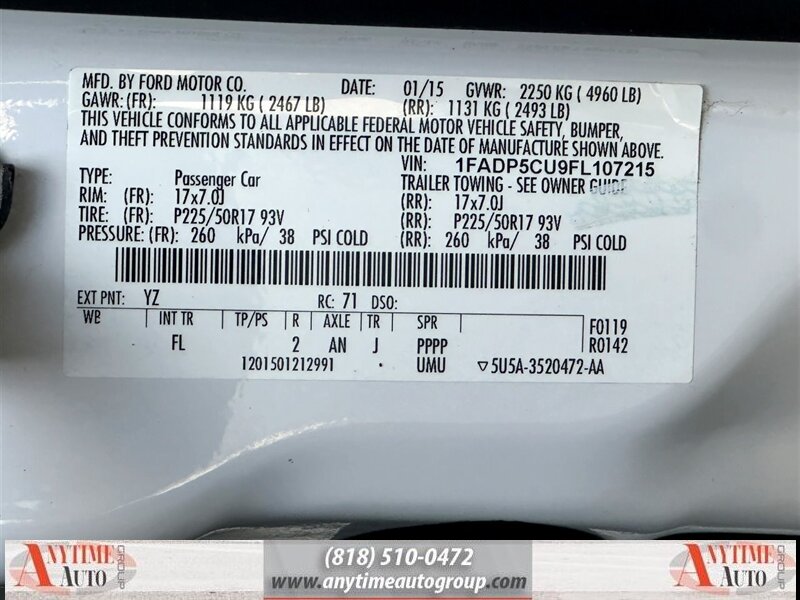 MFD. BY FORD MOTOR CO. DATE: 01/15 GVWR: 2250 KG ( 4960 LB)
GAWR: (FR): 1119 KG ( 2467 LB) (RR): 1131 KG ( 2493 LB)
THIS VEHICLE CONFORMS TO ALL APPLICABLE FEDERAL MOTOR VEHICLE SAFETY, BUMPER,
AND THEFT PREVENTION STANDARDS IN EFFECT ON THE DATE OF MANUFACTURE SHOWN ABOVE.
VIN: 1FADP5CU9FL107215
TYPE: Passenger Car TRAILER TOWING - SEE OWNER GUIDE
RIM: (FR): 17x7.0J (RR): 17x7.0J
TIRE: (FR): P225/50R17 93V (RR): P225/50R17 93V
PRESSURE: (FR): 260 kPa/ 38 PSI COLD (RR): 260 kPa/ 38 PSI COLD
EXT PNT: YZ RC: 71 DSO:
WB INT TR TP/PS R AXLE TR SPR F0119
FL 2 AN J PPPP R0142
1201501212991 UMU ▽5U5A-3520472-AA
ANYTIME AUTO GROUP
(818) 510-0472
www.anytimeautogroup.com
ANYTIME AUTO GROUP